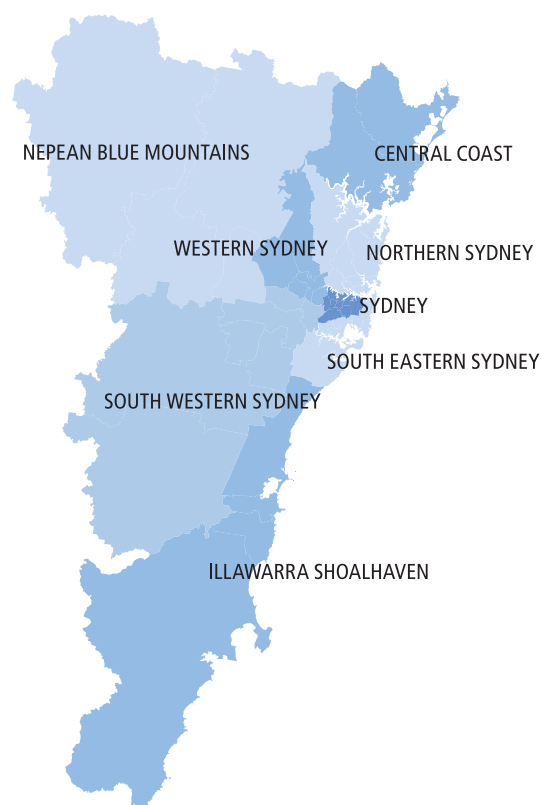 NEPEAN BLUE MOUNTAINS
CENTRAL COAST
WESTERN SYDNEY
NORTHERN SYDNEY
SYDNEY
SOUTH EASTERN SYDNEY
SOUTH WESTERN SYDNEY
ILLAWARRA SHOALHAVEN